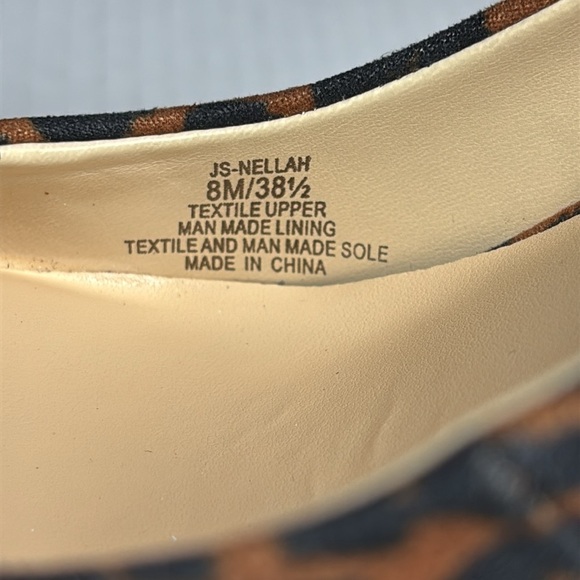 JS-NELLAH
8M/38½
TEXTILE UPPER
MAN MADE LINING
TEXTILE AND MAN MADE SOLE
MADE IN CHINA